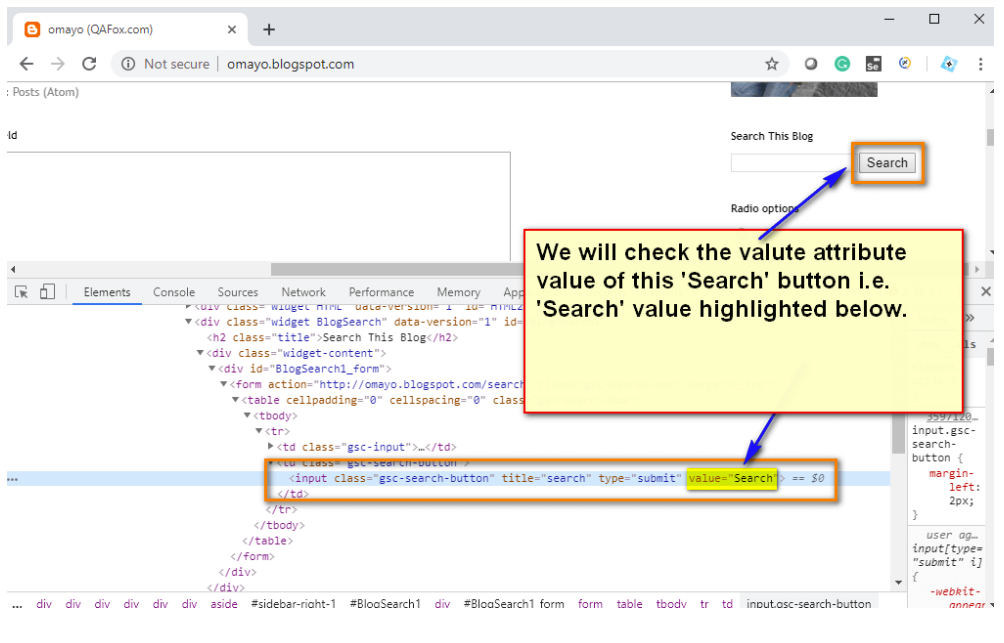 omayo (QAFox.com)
Not secure
omayo.blogspot.com
: Posts (Atom)
Search This Blog
ld
Search
Radio options
We will check the valute attribute
value of this 'Search' button i.e.
'Search' value highlighted below.
Elements Console Sources Network Performance Memory App
<div class="widget HTML" data-version="1" id="HTML2
▼<div class="widget BlogSearch" data-version="1" id=
<h2 class="title">Search This Blog</h2>
▼<div class="widget-content">
▼<div id="BlogSearch1_form">
▼<form action="http://omayo.blogspot.com/search
▼<table cellpadding="0" cellspacing="0" clas
▼<tbody>
▼<tr>
▶<td class="gsc-input">…</td>
▼<td class="gsc-search-button">
<input class="gsc-search-button" title="search" type="submit" value="Search"> == $0
</td>
</tr>
</tbody>
</table>
</form>
</div>
</div>
ls
359/120…
input.gsc-
search-
button {
margin-
left:
2px;
}
user ag…
input[type=
"submit" i]
{
-webkit-
appear
... div div div div div div aside #sidebar-right-1 #BlogSearch1 div #BlogSearch1_form form table tbody tr td input.gsc-search-button